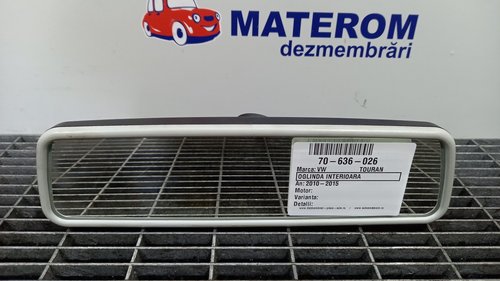 MATEROM
dezmembrări
70-636-026
Marca: VW TOURAN
OGLINDA INTERIOARA
An: 2010-2015
Motor:
Varianta:
Detalii: